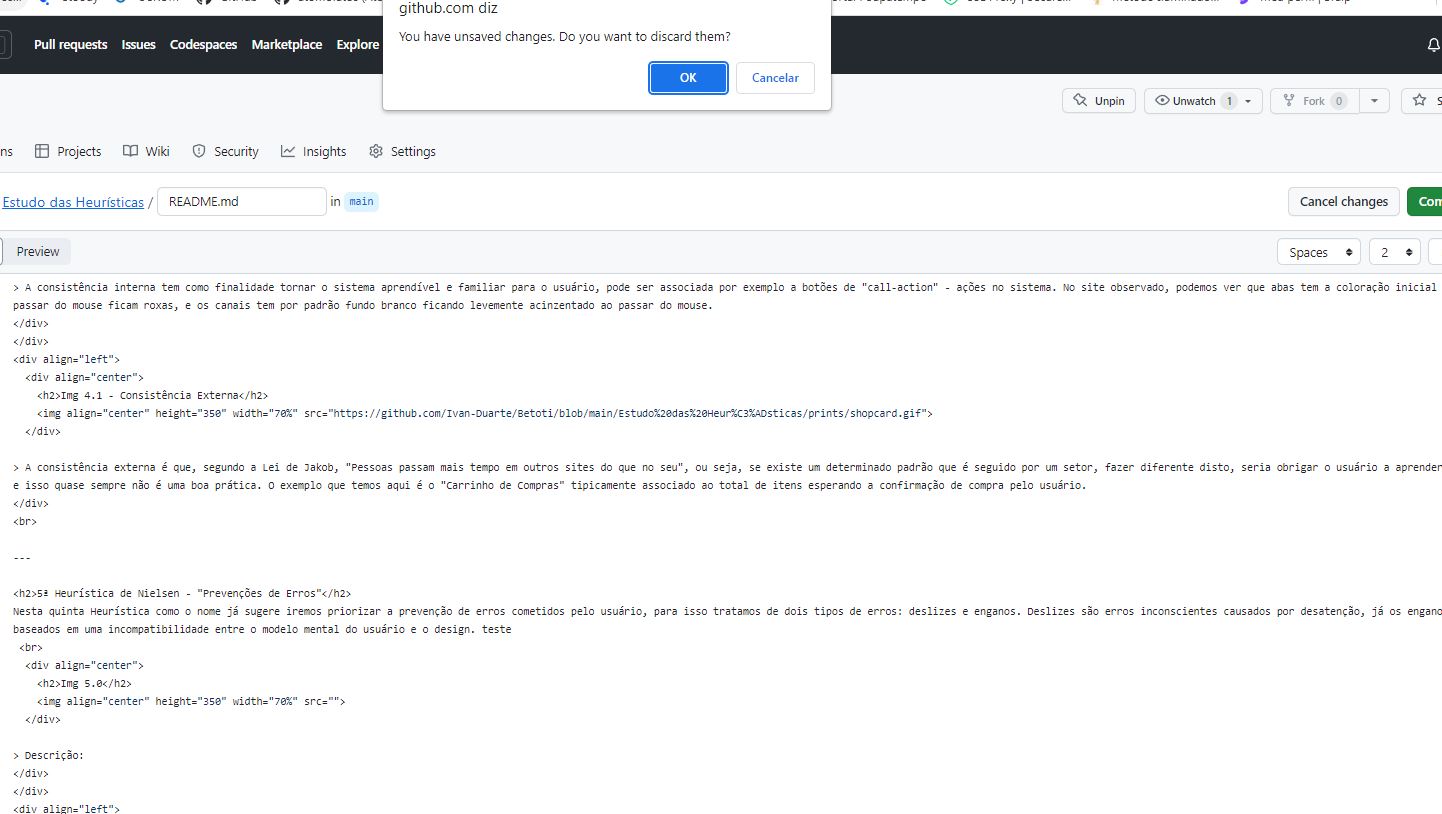 github.com diz
You have unsaved changes. Do you want to discard them?
OK Cancelar
Pull requests Issues Codespaces Marketplace Explore
Unpin Unwatch 1 Fork 0
ns Projects Wiki Security Insights Settings
Estudo das Heurísticas / README.md in main Cancel changes
Preview Spaces 2
> A consistência interna tem como finalidade tornar o sistema aprendível e familiar para o usuário, pode ser associada por exemplo a botões de "call-action" - ações no sistema. No site observado, podemos ver que abas tem a coloração inicial
passar do mouse ficam roxas, e os canais tem por padrão fundo branco ficando levemente acinzentado ao passar do mouse.
</div>
</div>
<div align="left">
<div align="center">
<h2>Img 4.1 - Consistência Externa</h2>
<img align="center" height="350" width="70%" src="https://github.com/Ivan-Duarte/Betoti/blob/main/Estudo%20das%20Heur%C3%ADsticas/prints/shopcard.gif">
</div>
> A consistência externa é que, segundo a Lei de Jakob, "Pessoas passam mais tempo em outros sites do que no seu", ou seja, se existe um determinado padrão que é seguido por um setor, fazer diferente disto, seria obrigar o usuário a aprender
e isso quase sempre não é uma boa prática. O exemplo que temos aqui é o "Carrinho de Compras" tipicamente associado ao total de itens esperando a confirmação de compra pelo usuário.
</div>
<br>
---
<h2>5ª Heurística de Nielsen - "Prevenções de Erros"</h2>
Nesta quinta Heurística como o nome já sugere iremos priorizar a prevenção de erros cometidos pelo usuário, para isso tratamos de dois tipos de erros: deslizes e enganos. Deslizes são erros inconscientes causados por desatenção, já os engano
baseados em uma incompatibilidade entre o modelo mental do usuário e o design. teste
<br>
<div align="center">
<h2>Img 5.0</h2>
<img align="center" height="350" width="70%" src="">
</div>
> Descrição:
</div>
</div>
<div align="left">